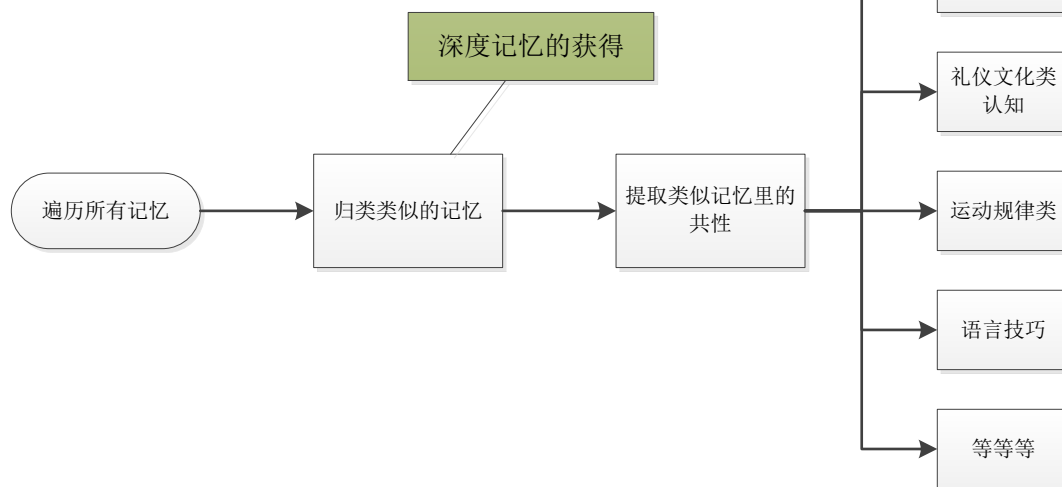 深度记忆的获得
礼仪文化类
认知
遍历所有记忆
归类类似的记忆
提取类似记忆里的
共性
运动规律类
语言技巧
等等等